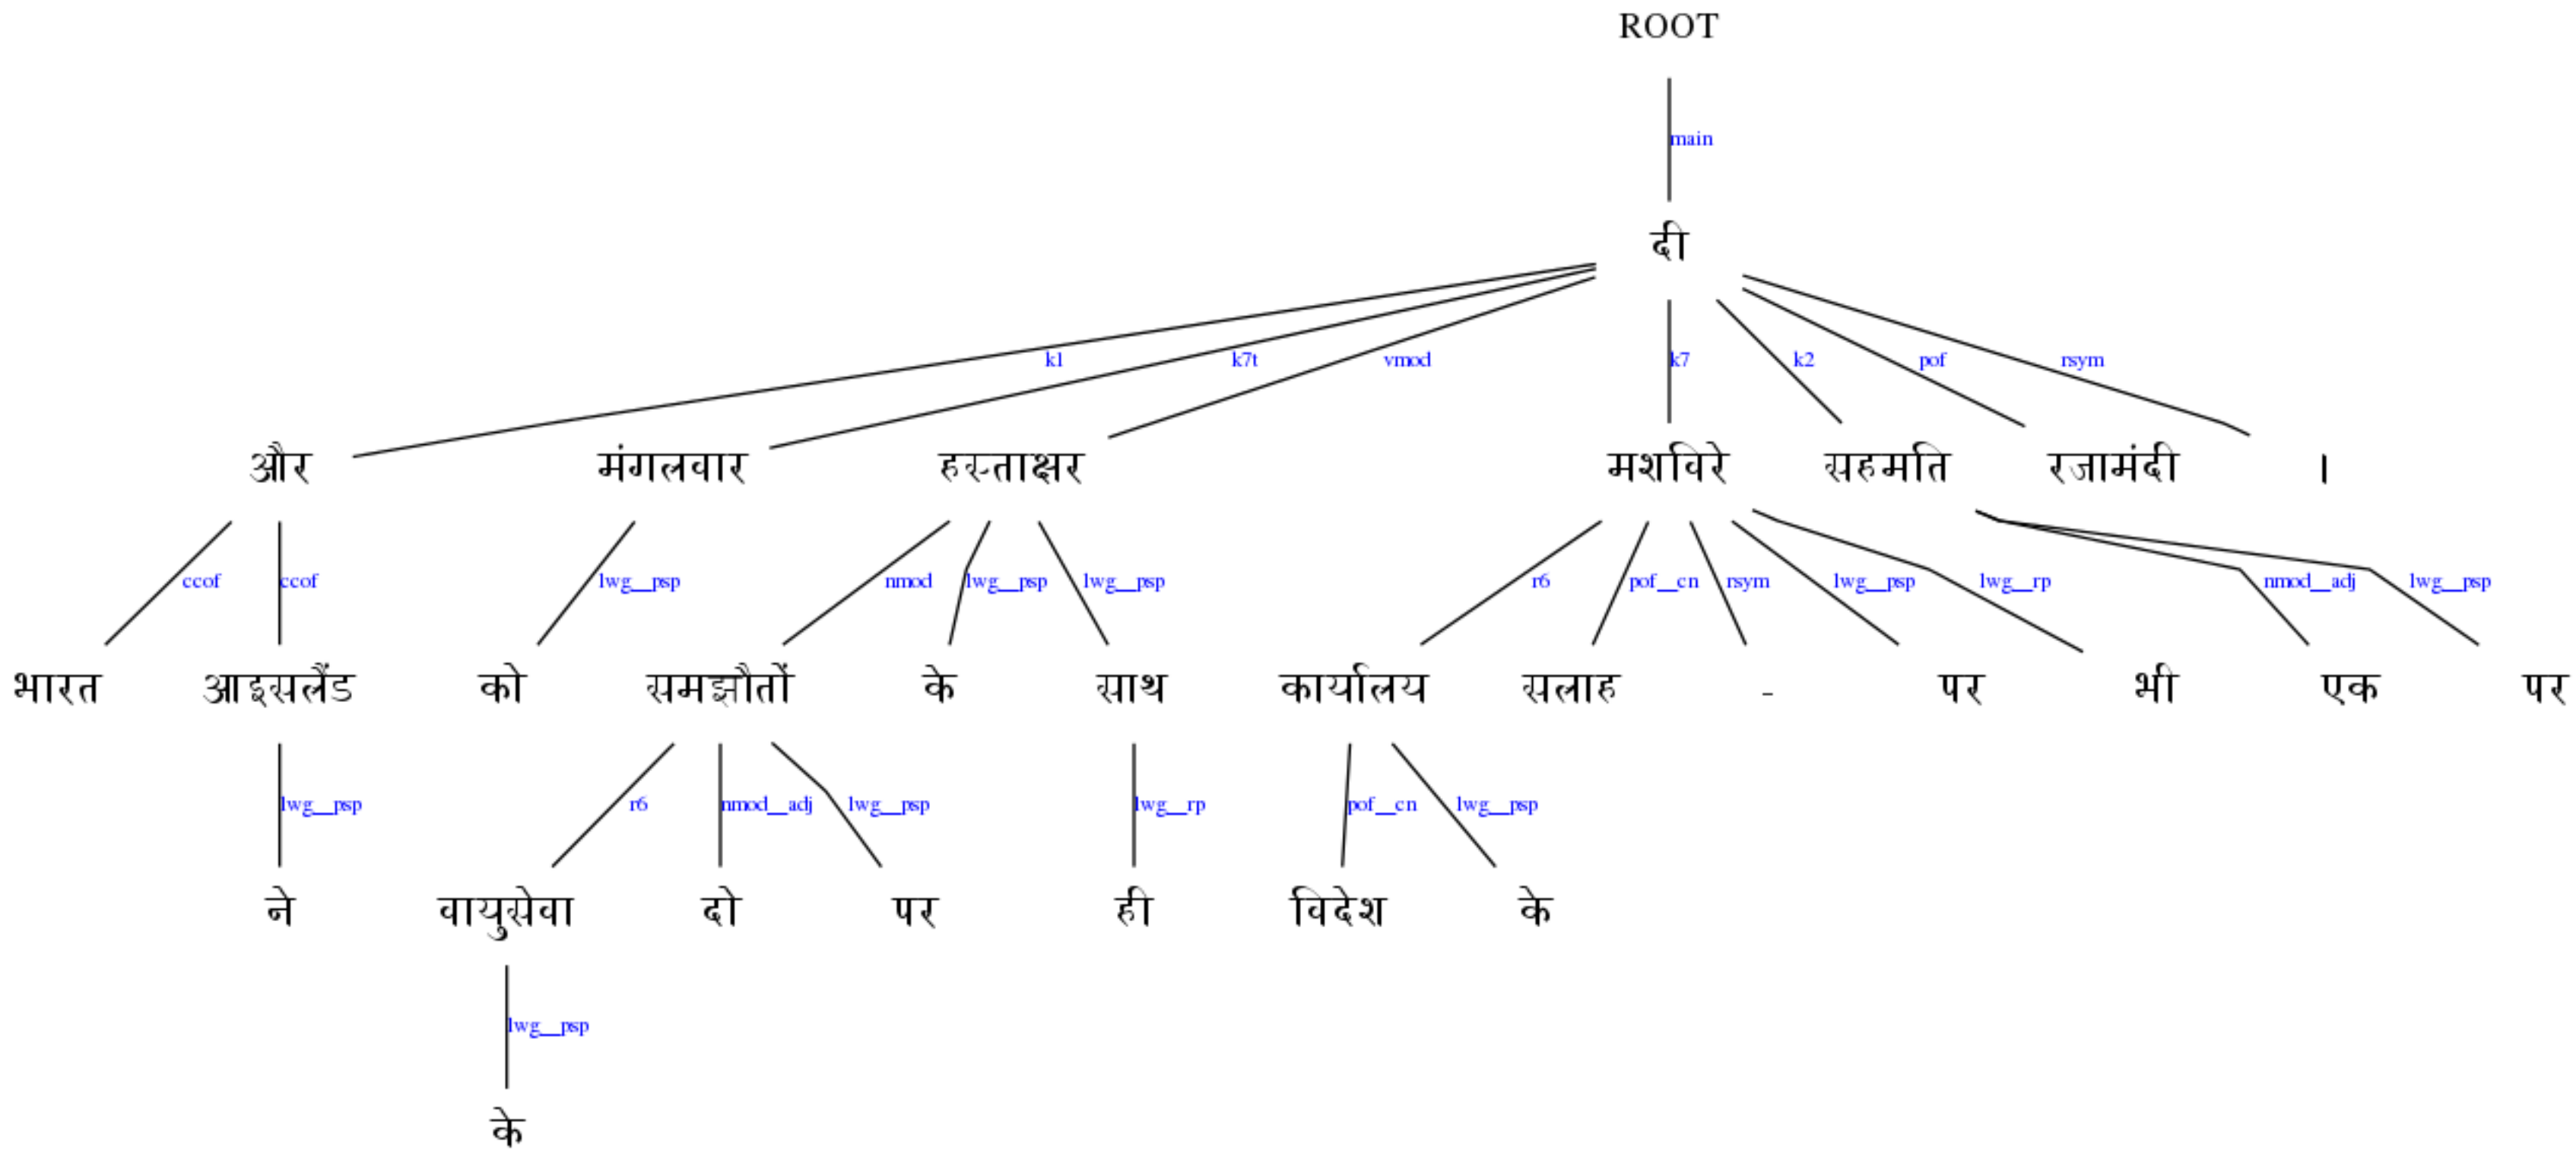 ROOT
main
दी
k1 k7t vmod k7 k2 pof rsym
और मंगलवार हस्ताक्षर मशविरे सहमति रजामंदी ।
ccof ccof lwg__psp nmod lwg__psp lwg__psp r6 pof__cn rsym lwg__psp lwg__rp nmod__adj lwg__psp
भारत आइसलैंड को समझौतों के साथ कार्यालय सलाह - पर भी एक पर
lwg__psp r6 nmod__adj lwg__psp lwg__rp pof__cn lwg__psp
ने वायुसेवा दो पर ही विदेश के
lwg__psp
के